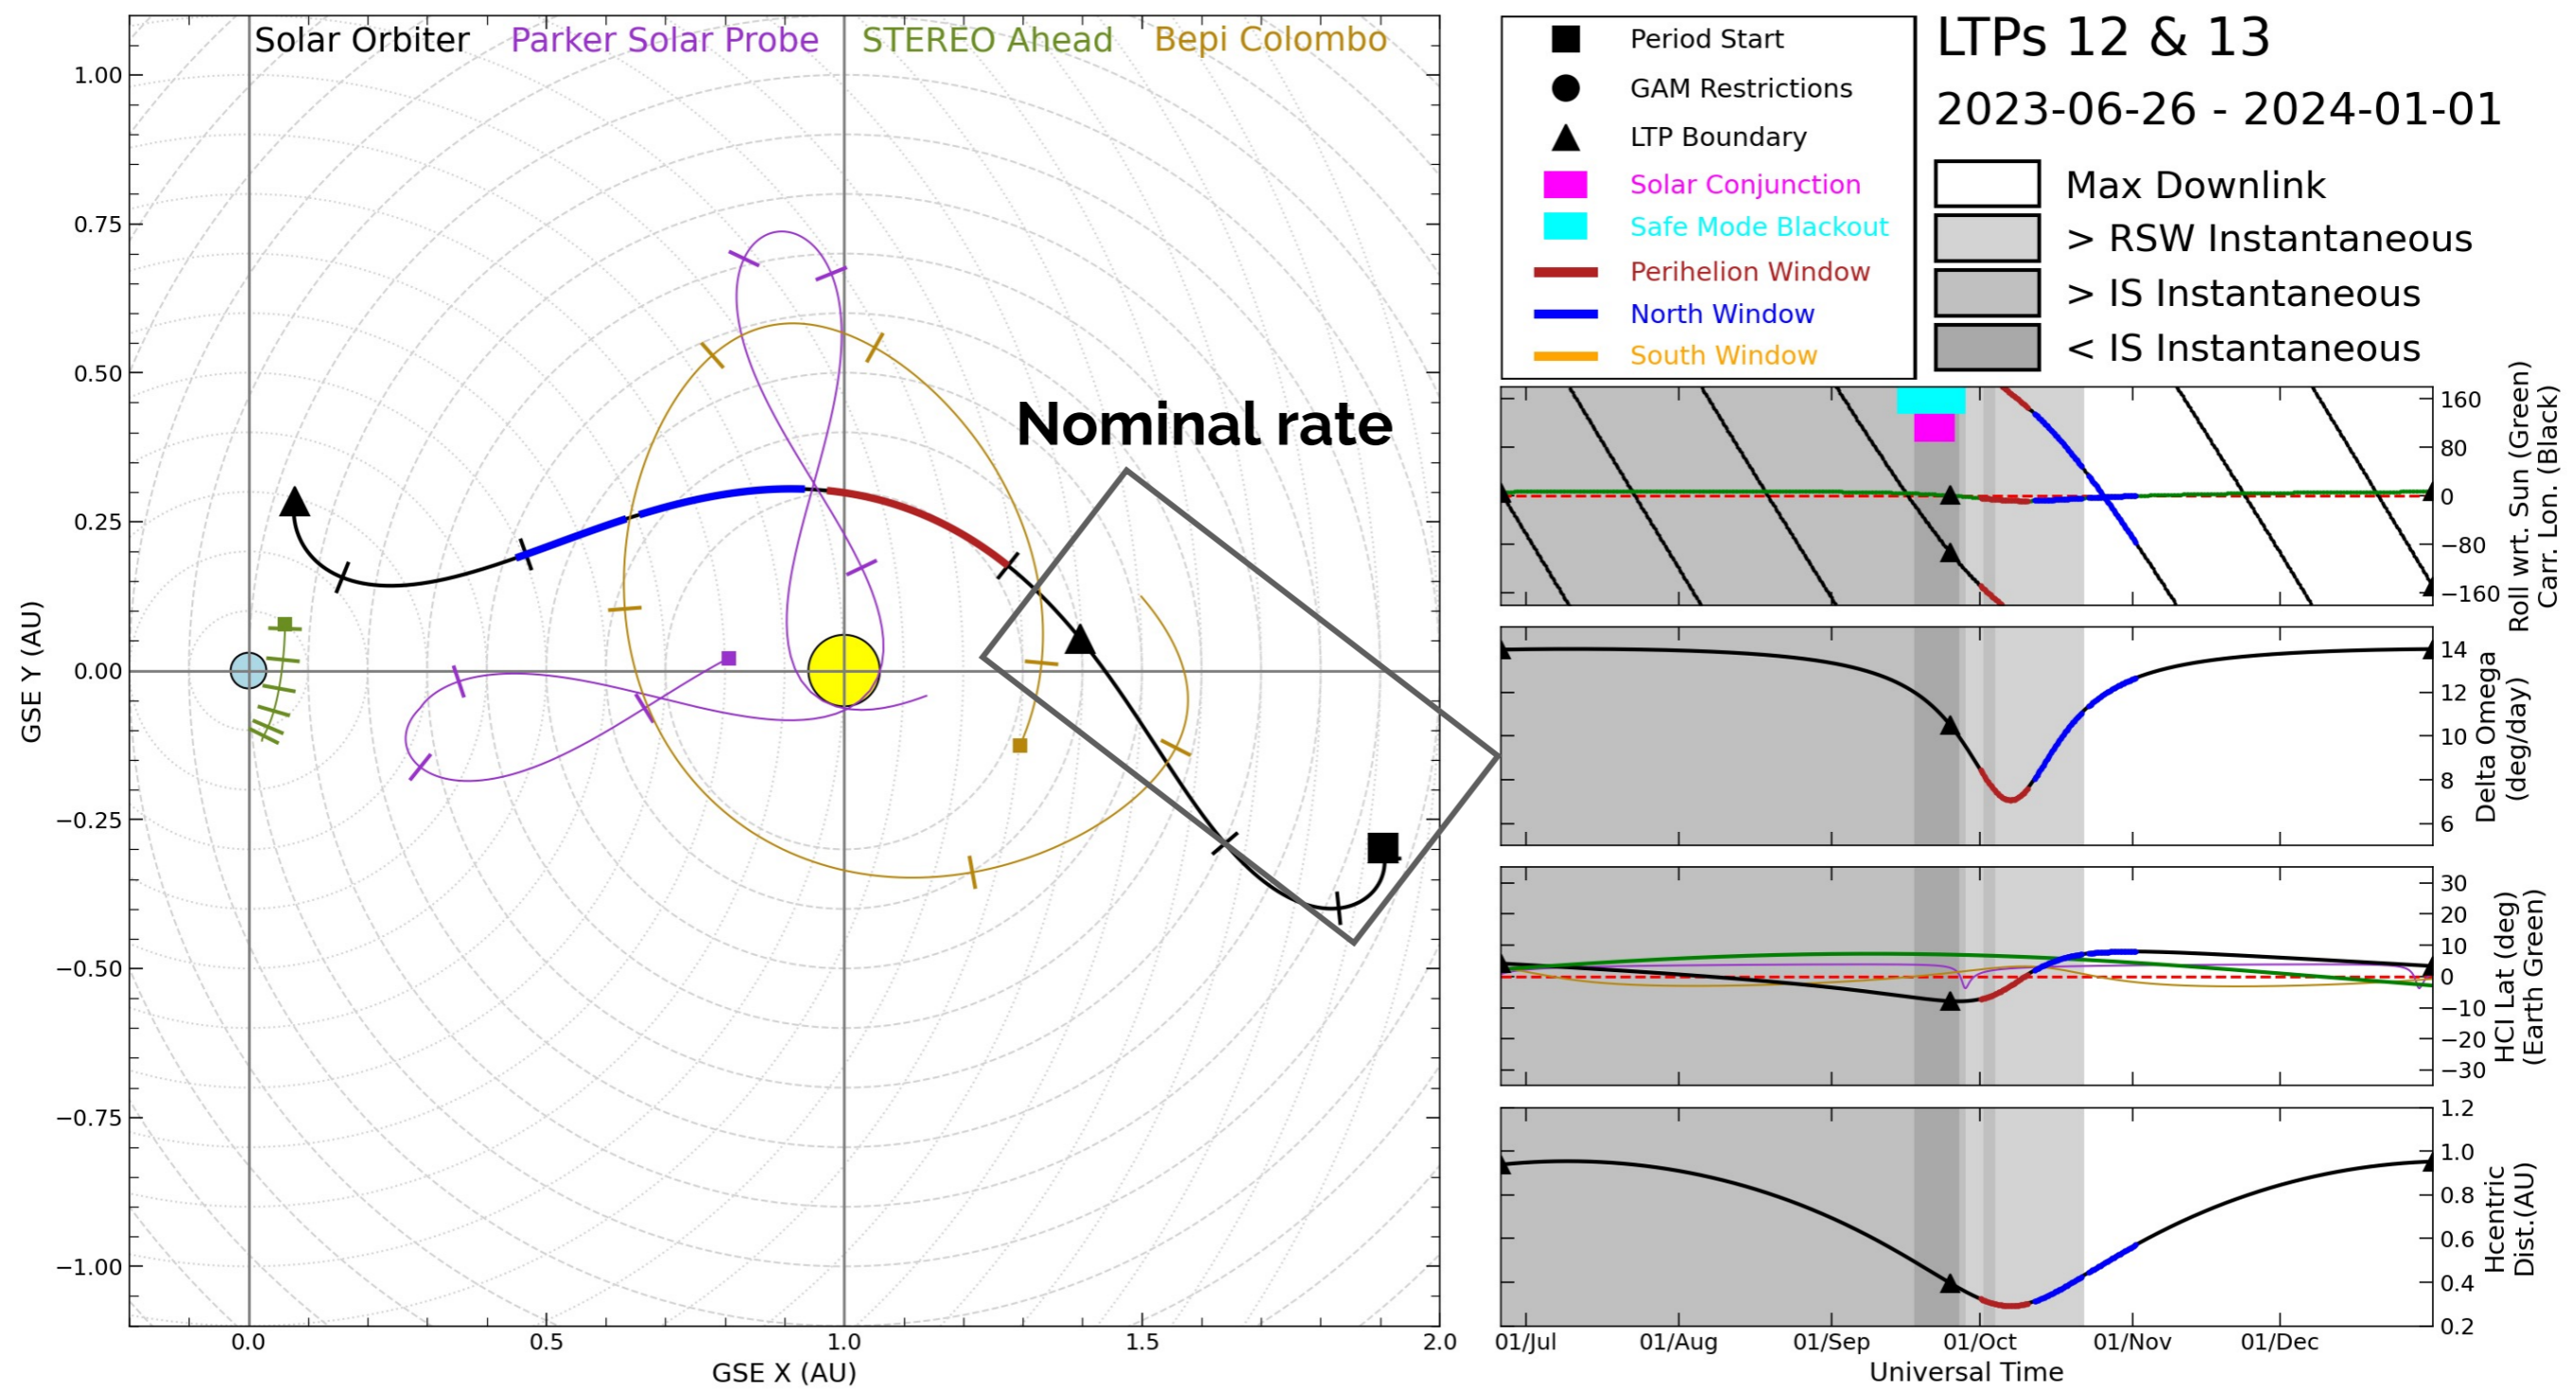 Solar Orbiter Parker Solar Probe STEREO Ahead Bepi Colombo
1.00
0.75
0.50
0.25
0.00
−0.25
−0.50
−0.75
−1.00
GSE Y (AU)
Nominal rate
0.0 0.5 1.0 1.5 2.0
GSE X (AU)
Period Start
GAM Restrictions
LTP Boundary
Solar Conjunction
Safe Mode Blackout
Perihelion Window
North Window
South Window
LTPs 12 & 13
2023-06-26 - 2024-01-01
Max Downlink
> RSW Instantaneous
> IS Instantaneous
< IS Instantaneous
160
80
0
−80
−160
Roll wrt. Sun (Green)
Carr. Lon. (Black)
14
12
10
8
6
Delta Omega
(deg/day)
30
20
10
0
−10
−20
−30
HCI Lat (deg)
(Earth Green)
1.2
1.0
0.8
0.6
0.4
0.2
Hcentric
Dist.(AU)
01/Jul 01/Aug 01/Sep 01/Oct 01/Nov 01/Dec
Universal Time